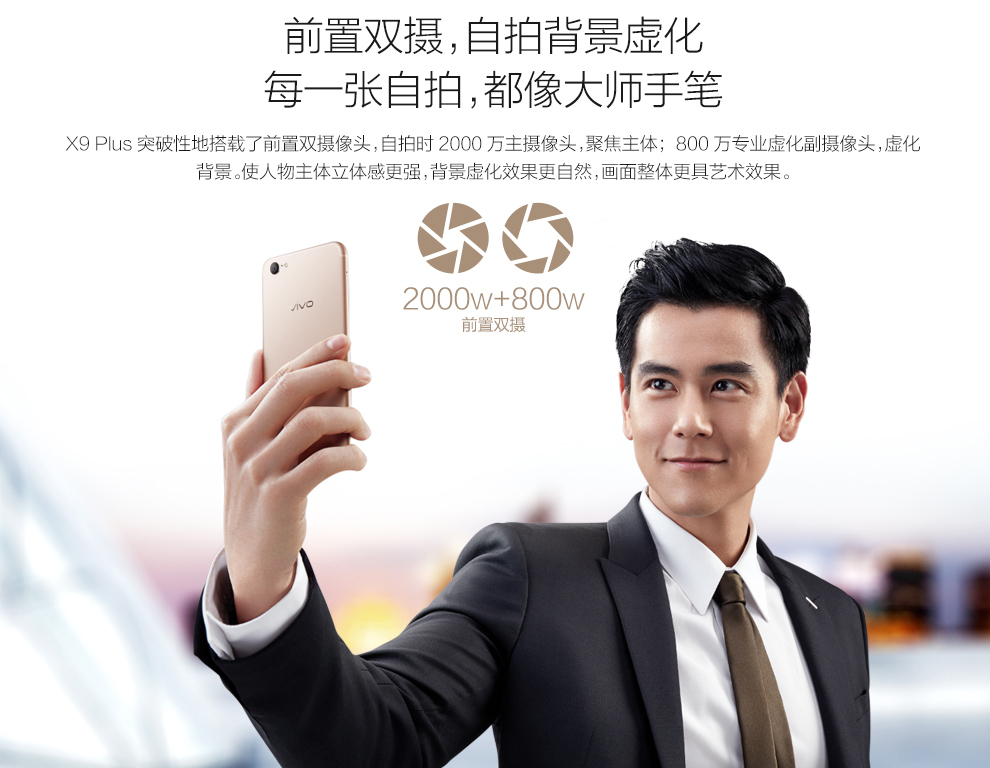 前置双摄,自拍背景虚化
每一张自拍,都像大师手笔
X9 Plus 突破性地搭载了前置双摄像头,自拍时 2000 万主摄像头,聚焦主体；800 万专业虚化副摄像头,虚化
背景。使人物主体立体感更强,背景虚化效果更自然,画面整体更具艺术效果。
2000W+800W
前置双摄
vivo